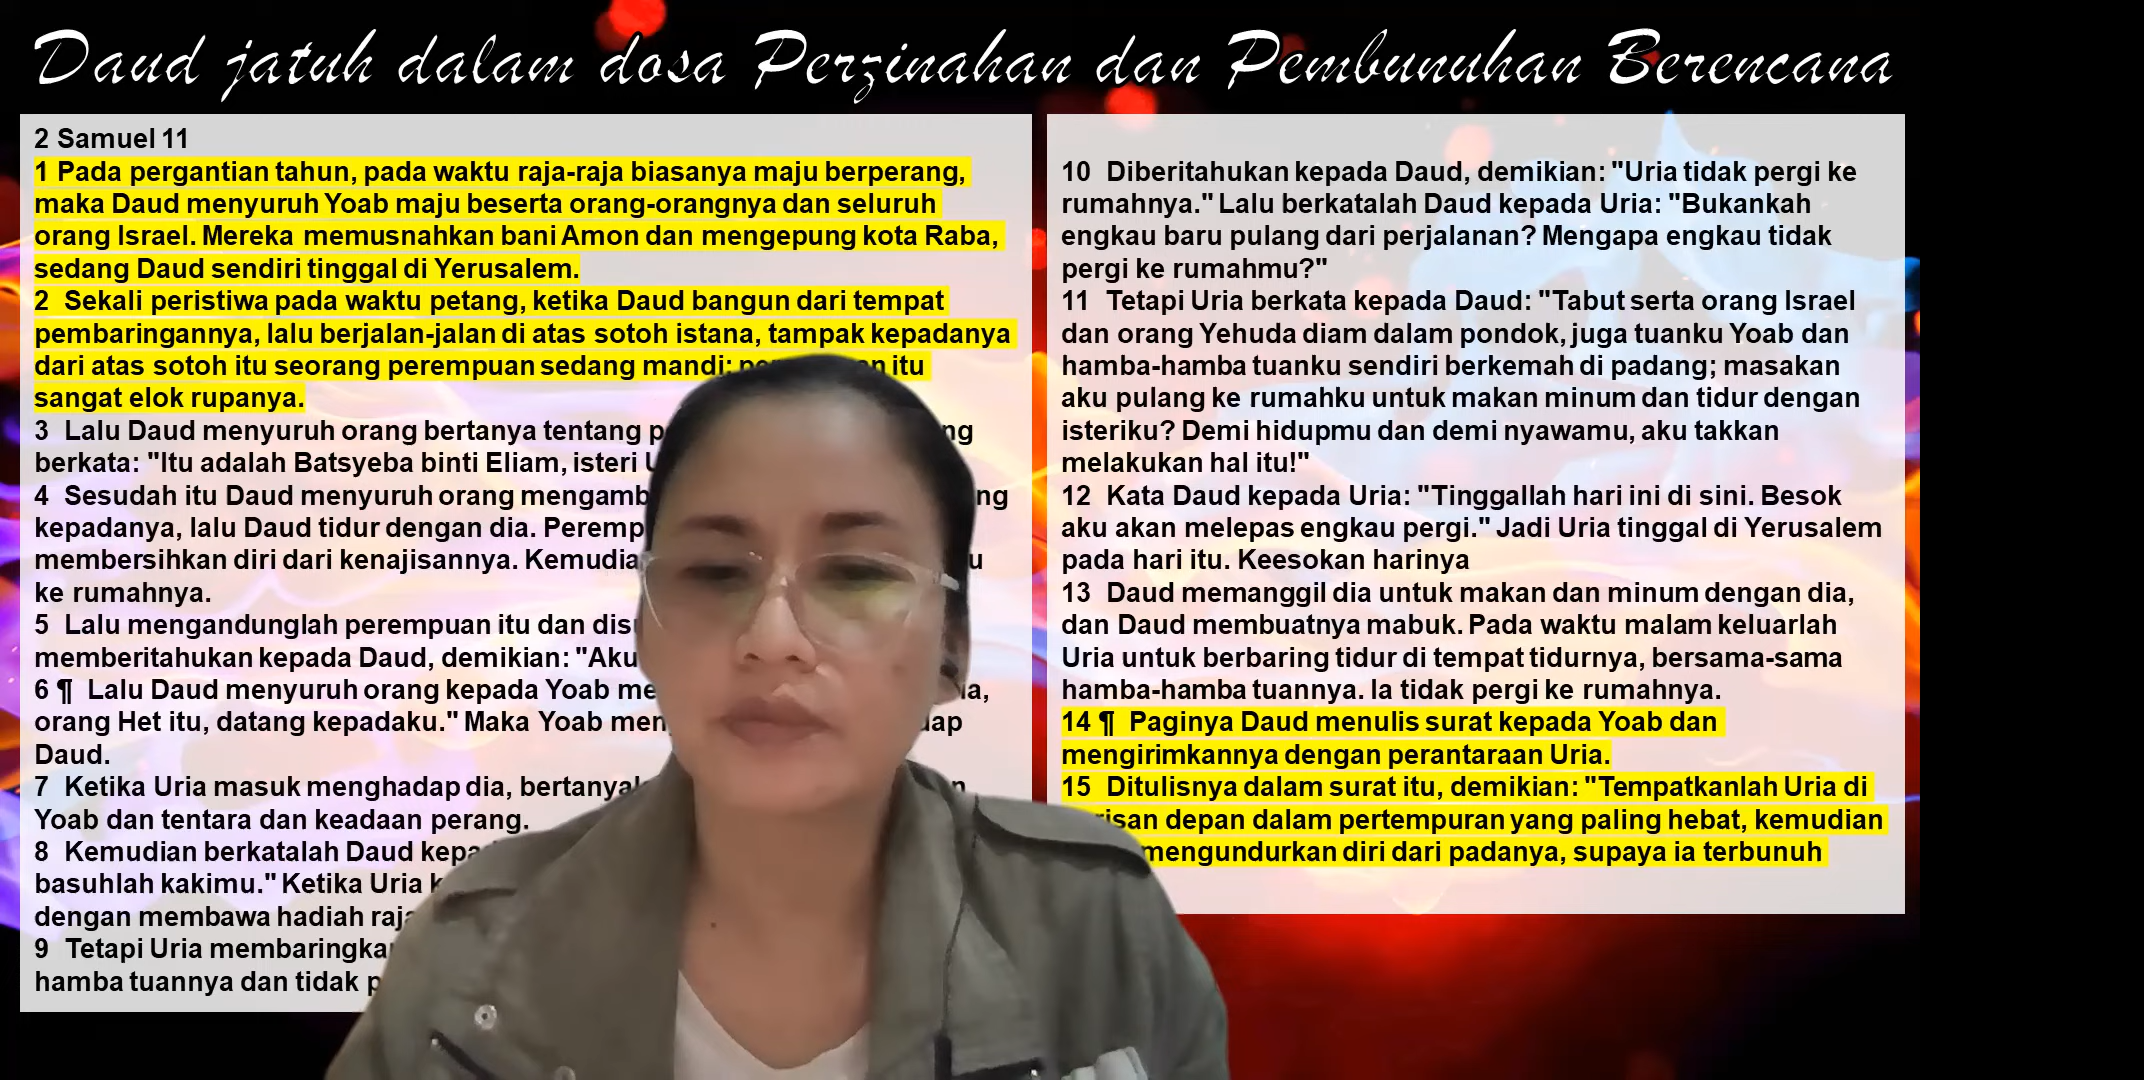 Daud jatuh dalam dosa Perzinahan dan Pembunuhan Berencana
2 Samuel 11
1 Pada pergantian tahun, pada waktu raja-raja biasanya maju berperang,
maka Daud menyuruh Yoab maju beserta orang-orangnya dan seluruh
orang Israel. Mereka memusnahkan bani Amon dan mengepung kota Raba,
sedang Daud sendiri tinggal di Yerusalem.
2 Sekali peristiwa pada waktu petang, ketika Daud bangun dari tempat
pembaringannya, lalu berjalan-jalan di atas sotoh istana, tampak kepadanya
dari atas sotoh itu seorang perempuan sedang mandi; itu
sangat elok rupanya.
3 Lalu Daud menyuruh orang bertanya tentang
berkata: "Itu adalah Batsyeba binti Eliam, isteri
4 Sesudah itu Daud menyuruh orang
kepadanya, lalu Daud tidur dengan dia.
membersihkan diri dari kenajisannya.
ke rumahnya.
5 Lalu mengandunglah perempuan itu dan
memberitahukan kepada Daud, demikian: "Aku
6 ¶ Lalu Daud menyuruh orang kepada Yoab
orang Het itu, datang kepadaku." Maka Yoab
Daud.
7 Ketika Uria masuk menghadap dia,
Yoab dan tentara dan keadaan perang.
8 Kemudian berkatalah Daud
basuhlah kakimu." Ketika Uria
dengan membawa hadiah
9 Tetapi Uria
hamba tuannya dan tidak
10 Diberitahukan kepada Daud, demikian: "Uria tidak pergi ke
rumahnya." Lalu berkatalah Daud kepada Uria: "Bukankah
engkau baru pulang dari perjalanan? Mengapa engkau tidak
pergi ke rumahmu?"
11 Tetapi Uria berkata kepada Daud: "Tabut serta orang Israel
dan orang Yehuda diam dalam pondok, juga tuanku Yoab dan
hamba-hamba tuanku sendiri berkemah di padang; masakan
aku pulang ke rumahku untuk makan minum dan tidur dengan
isteriku? Demi hidupmu dan demi nyawamu, aku takkan
melakukan hal itu!"
12 Kata Daud kepada Uria: "Tinggallah hari ini di sini. Besok
aku akan melepas engkau pergi." Jadi Uria tinggal di Yerusalem
pada hari itu. Keesokan harinya
13 Daud memanggil dia untuk makan dan minum dengan dia,
dan Daud membuatnya mabuk. Pada waktu malam keluarlah
Uria untuk berbaring tidur di tempat tidurnya, bersama-sama
hamba-hamba tuannya. Ia tidak pergi ke rumahnya.
14 ¶ Paginya Daud menulis surat kepada Yoab dan
mengirimkannya dengan perantaraan Uria.
15 Ditulisnya dalam surat itu, demikian: "Tempatkanlah Uria di
depan dalam pertempuran yang paling hebat, kemudian
mengundurkan diri dari padanya, supaya ia terbunuh